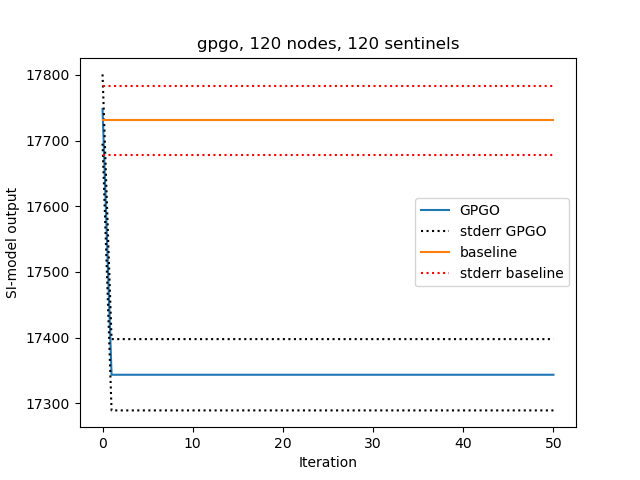 gpgo, 120 nodes, 120 sentinels
17800
17700
17600
17500
17400
17300
SI-model output
GPGO
stderr GPGO
baseline
stderr baseline
0 10 20 30 40 50
Iteration